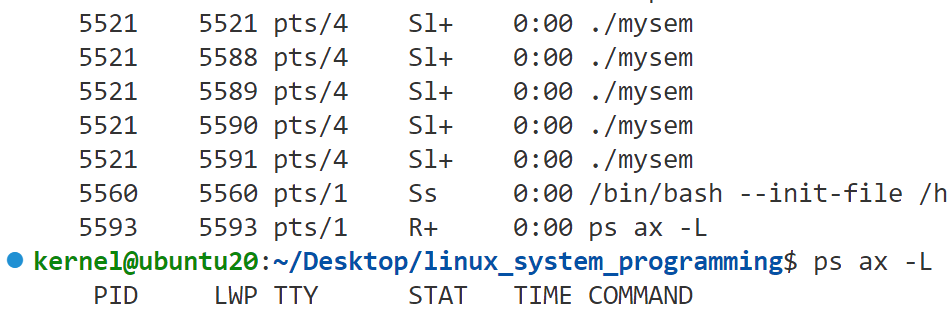 5521 5521 pts/4 Sl+ 0:00 ./mysem
5521 5588 pts/4 Sl+ 0:00 ./mysem
5521 5589 pts/4 Sl+ 0:00 ./mysem
5521 5590 pts/4 Sl+ 0:00 ./mysem
5521 5591 pts/4 Sl+ 0:00 ./mysem
5560 5560 pts/1 Ss 0:00 /bin/bash --init-file /h
5593 5593 pts/1 R+ 0:00 ps ax -L
kernel@ubuntu20:~/Desktop/linux_system_programming$ ps ax -L
PID LWP TTY STAT TIME COMMAND